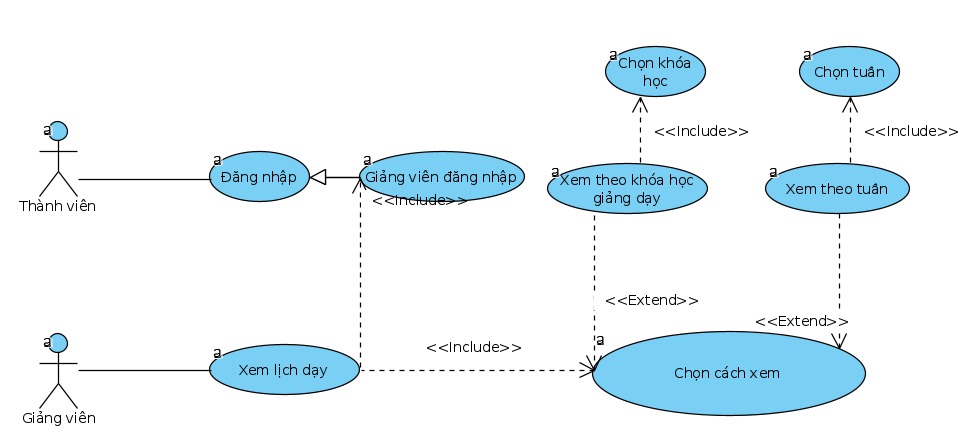 a
Chọn khóa
học
a
Chọn tuần
<<Include>>
<<Include>>
a
Thành viên
a
Đăng nhập
a
Giảng viên đăng nhập
<<Include>>
a
Xem theo khóa học
giảng dạy
a
Xem theo tuần
<<Extend>>
<<Extend>>
a
Giảng viên
a
Xem lịch dạy
<<Include>>
a
Chọn cách xem